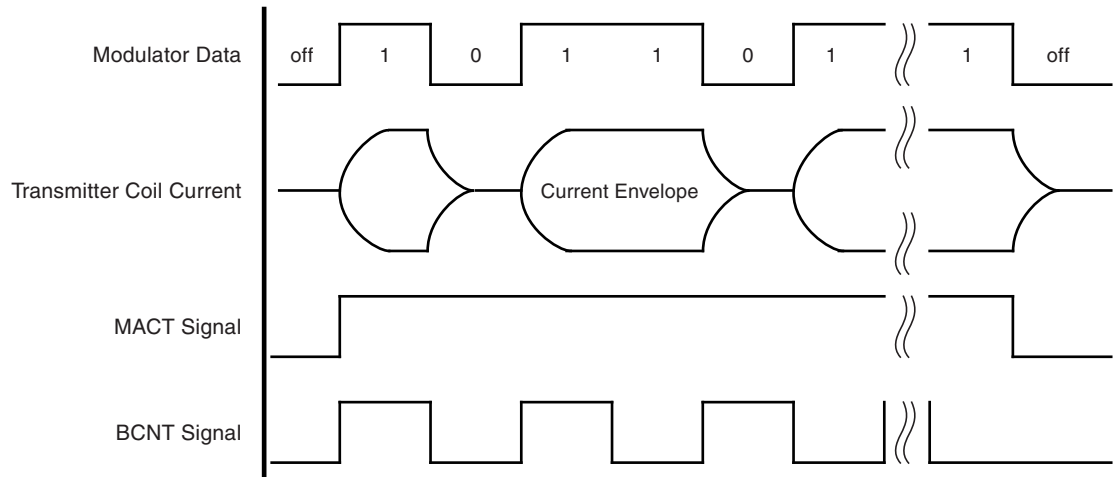 Modulator Data
off 1 0 1 1 0 1 1 off
Transmitter Coil Current
Current Envelope
MACT Signal
BCNT Signal